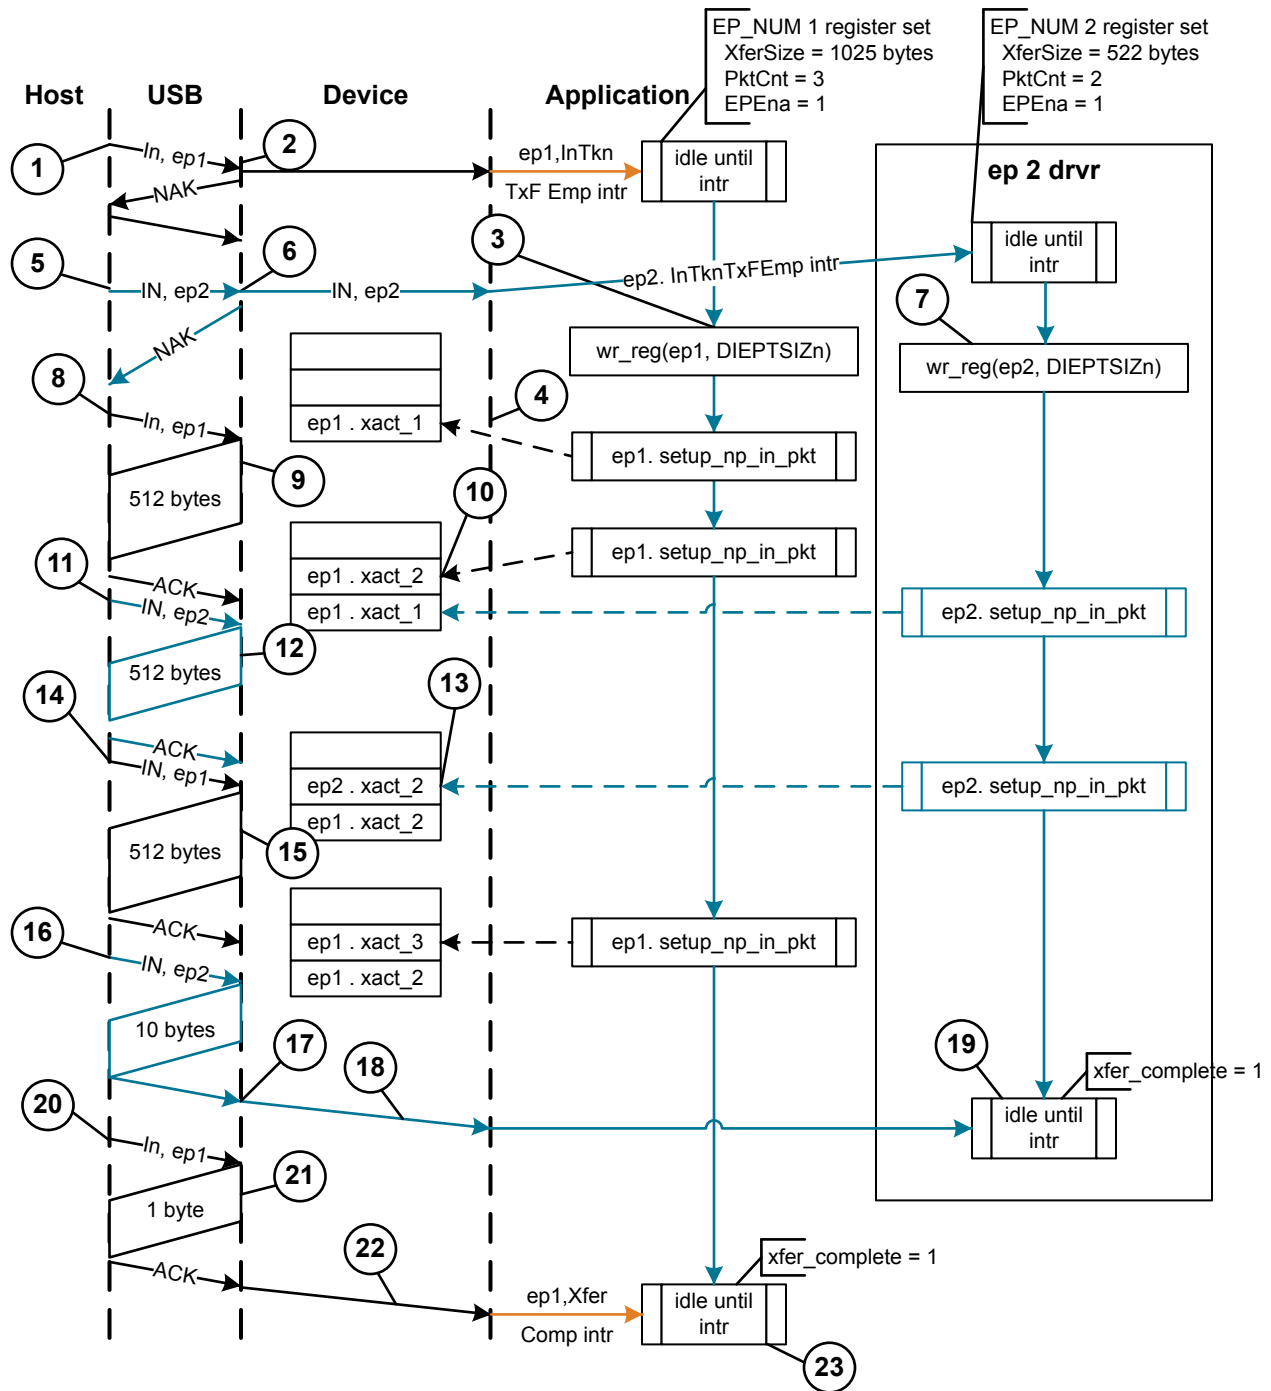 EP_NUM 1 register set
XferSize = 1025 bytes
PktCnt = 3
EPEna = 1
EP_NUM 2 register set
XferSize = 522 bytes
PktCnt = 2
EPEna = 1
Host
USB
Device
Application
1
In, ep1
2
NAK
ep1,InTkn
TxF Emp intr
idle until
intr
ep 2 drvr
idle until
intr
3
5
6
IN, ep2
IN, ep2
ep2. InTknTxFEmp intr
7
NAK
wr_reg(ep1, DIEPTSIZn)
wr_reg(ep2, DIEPTSIZn)
8
In, ep1
4
ep1 . xact_1
ep1. setup_np_in_pkt
9
512 bytes
10
ep1. setup_np_in_pkt
11
ACK
IN, ep2
ep1 . xact_2
ep1 . xact_1
ep2. setup_np_in_pkt
12
512 bytes
13
14
ACK
IN, ep1
ep2 . xact_2
ep1 . xact_2
ep2. setup_np_in_pkt
15
512 bytes
16
ACK
IN, ep2
ep1 . xact_3
ep1 . xact_2
ep1. setup_np_in_pkt
10 bytes
17
18
19
xfer_complete = 1
idle until
intr
20
In, ep1
21
1 byte
22
ACK
xfer_complete = 1
ep1,Xfer
Comp intr
idle until
intr
23